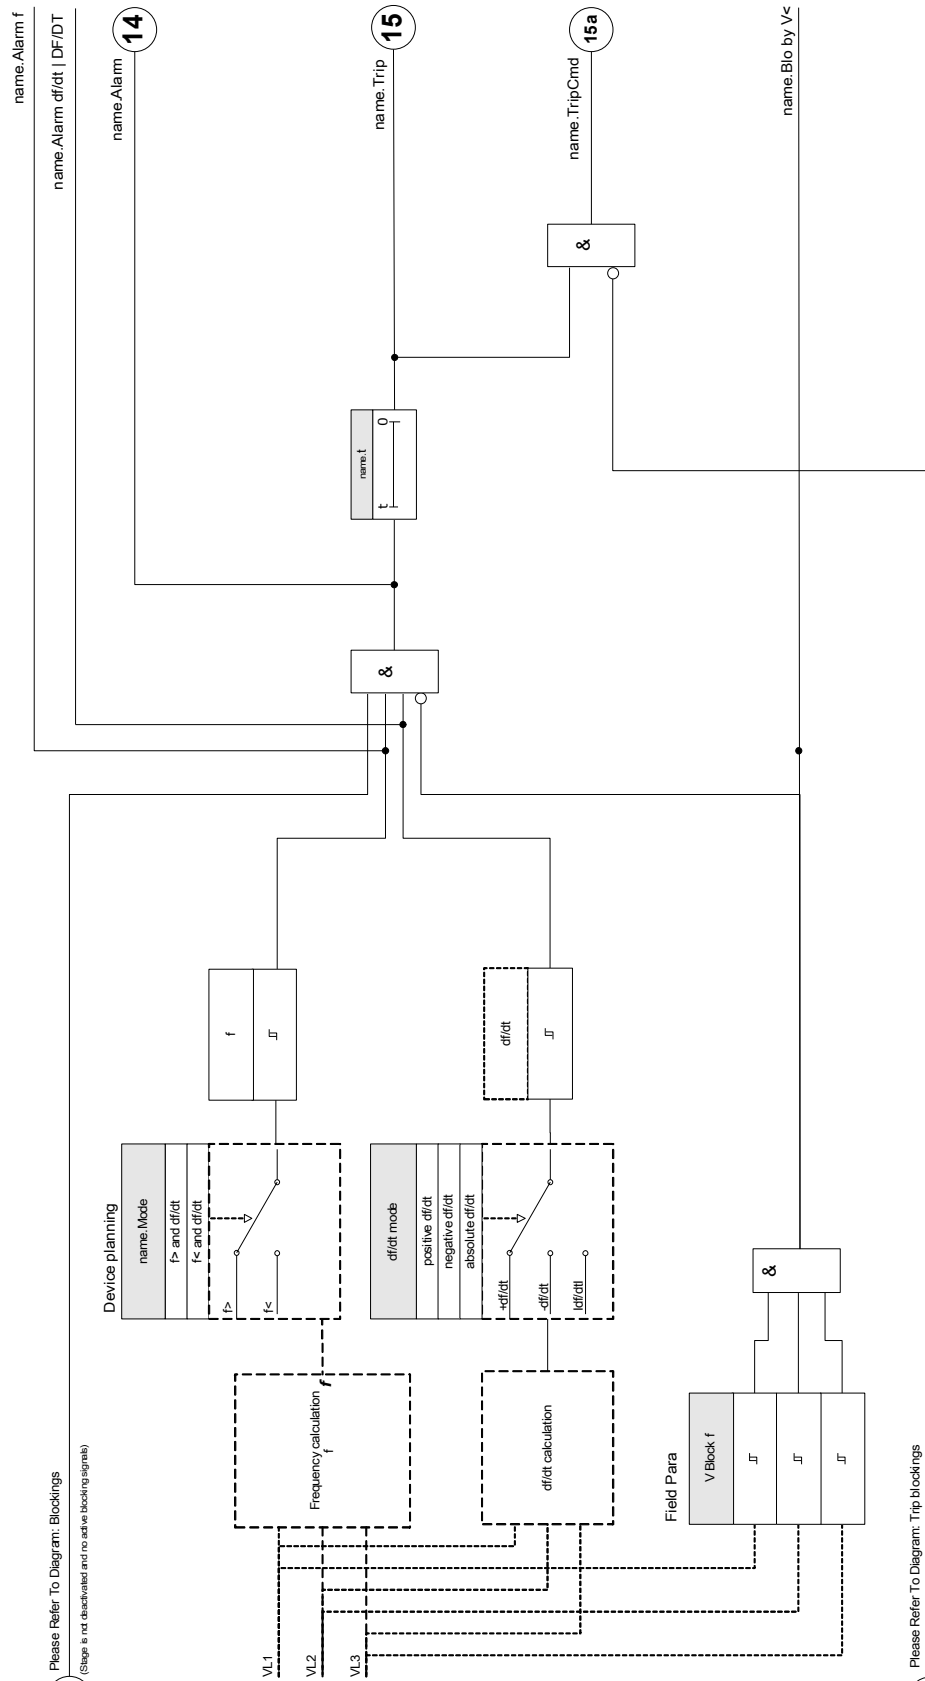 Please Refer To Diagram: Blockings
(Stage is not deactivated and no active blocking signals)
VL1
VL2
VL3
Frequency calculation
f
f
df/dt calculation
Device planning
name.Mode
f> and df/dt
f< and df/dt
f>
f<
df/dt mode
positive df/dt
negative df/dt
absolute df/dt
+df/dt
-df/dt
Idf/dtI
f
df/dt
Field Para
V Block f
&
&
name.t
t
0
&
name.Alarm f
name.Alarm df/dt | DF/DT
name.Alarm
14
name.Trip
15
name.TripCmd
15a
name.Blo by V<
Please Refer To Diagram: Trip blockings